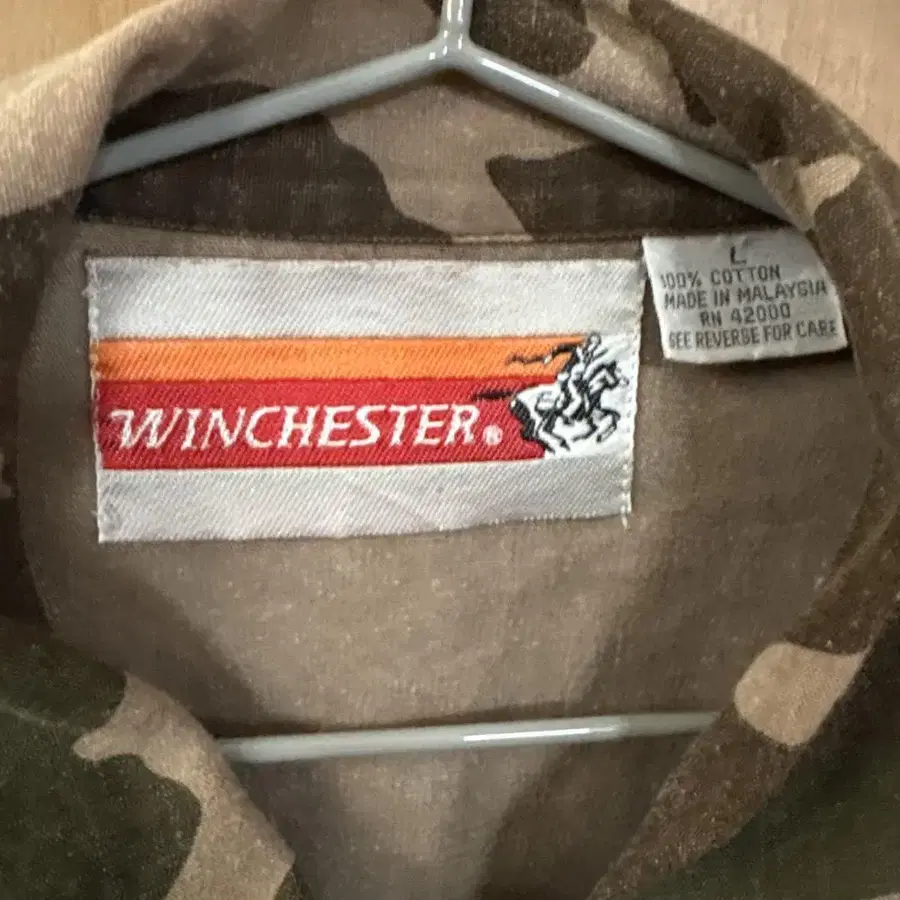 WINCHESTER®
L
100% COTTON
MADE IN MALAYSIA
RN 42000
SEE REVERSE FOR CARE